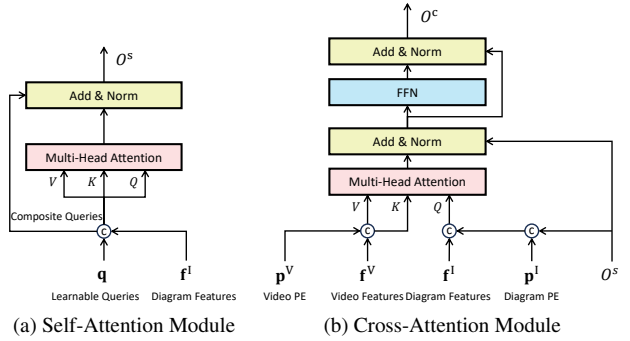 O^s
Add & Norm
Multi-Head Attention
V K Q
Composite Queries
C
q f^I
Learnable Queries Diagram Features
(a) Self-Attention Module
O^c
Add & Norm
FFN
Add & Norm
Multi-Head Attention
V K Q
C C C
p^V f^V f^I p^I O^s
Video PE Video Features Diagram Features Diagram PE
(b) Cross-Attention Module